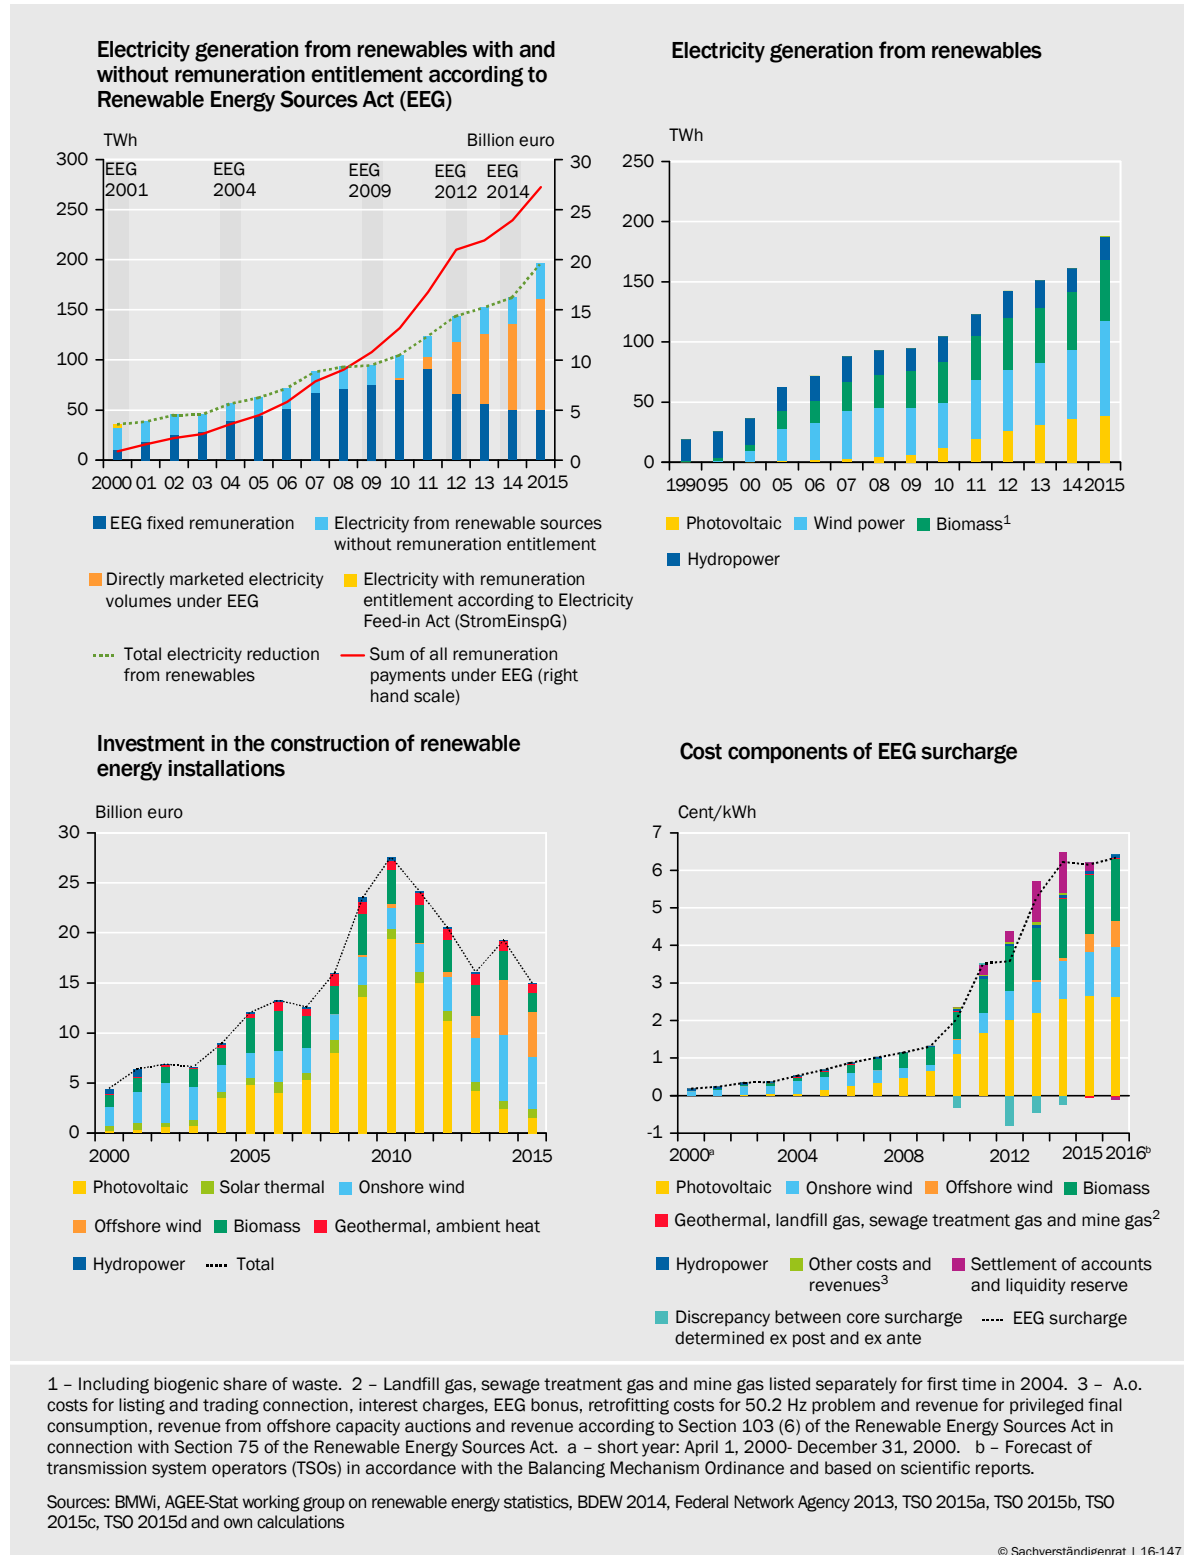 Electricity generation from renewables with and
without remuneration entitlement according to
Renewable Energy Sources Act (EEG)
TWh
Billion euro
300
250
200
150
100
50
0
EEG
2001
EEG
2004
EEG
2009
EEG
2012
EEG
2014
30
25
20
15
10
5
0
2000 01 02 03 04 05 06 07 08 09 10 11 12 13 14 2015
EEG fixed remuneration
Electricity from renewable sources
without remuneration entitlement
Directly marketed electricity
volumes under EEG
Electricity with remuneration
entitlement according to Electricity
Feed-in Act (StromEinspG)
Total electricity reduction
from renewables
Sum of all remuneration
payments under EEG (right
hand scale)
Electricity generation from renewables
TWh
250
200
150
100
50
0
1990 95 00 05 06 07 08 09 10 11 12 13 14 2015
Photovoltaic
Wind power
Biomass1
Hydropower
Investment in the construction of renewable
energy installations
Billion euro
30
25
20
15
10
5
0
2000 2005 2010 2015
Photovoltaic
Solar thermal
Onshore wind
Offshore wind
Biomass
Geothermal, ambient heat
Hydropower
Total
Cost components of EEG surcharge
Cent/kWh
7
6
5
4
3
2
1
0
-1
2000a 2004 2008 2012 2015 2016b
Photovoltaic
Onshore wind
Offshore wind
Biomass
Geothermal, landfill gas, sewage treatment gas and mine gas2
Hydropower
Other costs and
revenues3
Settlement of accounts
and liquidity reserve
Discrepancy between core surcharge
determined ex post and ex ante
EEG surcharge
1 – Including biogenic share of waste. 2 – Landfill gas, sewage treatment gas and mine gas listed separately for first time in 2004. 3 – A.o.
costs for listing and trading connection, interest charges, EEG bonus, retrofitting costs for 50.2 Hz problem and revenue for privileged final
consumption, revenue from offshore capacity auctions and revenue according to Section 103 (6) of the Renewable Energy Sources Act in
connection with Section 75 of the Renewable Energy Sources Act. a – short year: April 1, 2000- December 31, 2000. b – Forecast of
transmission system operators (TSOs) in accordance with the Balancing Mechanism Ordinance and based on scientific reports.
Sources: BMWi, AGEE-Stat working group on renewable energy statistics, BDEW 2014, Federal Network Agency 2013, TSO 2015a, TSO 2015b, TSO
2015c, TSO 2015d and own calculations
© Sachverständigenrat | 16-147